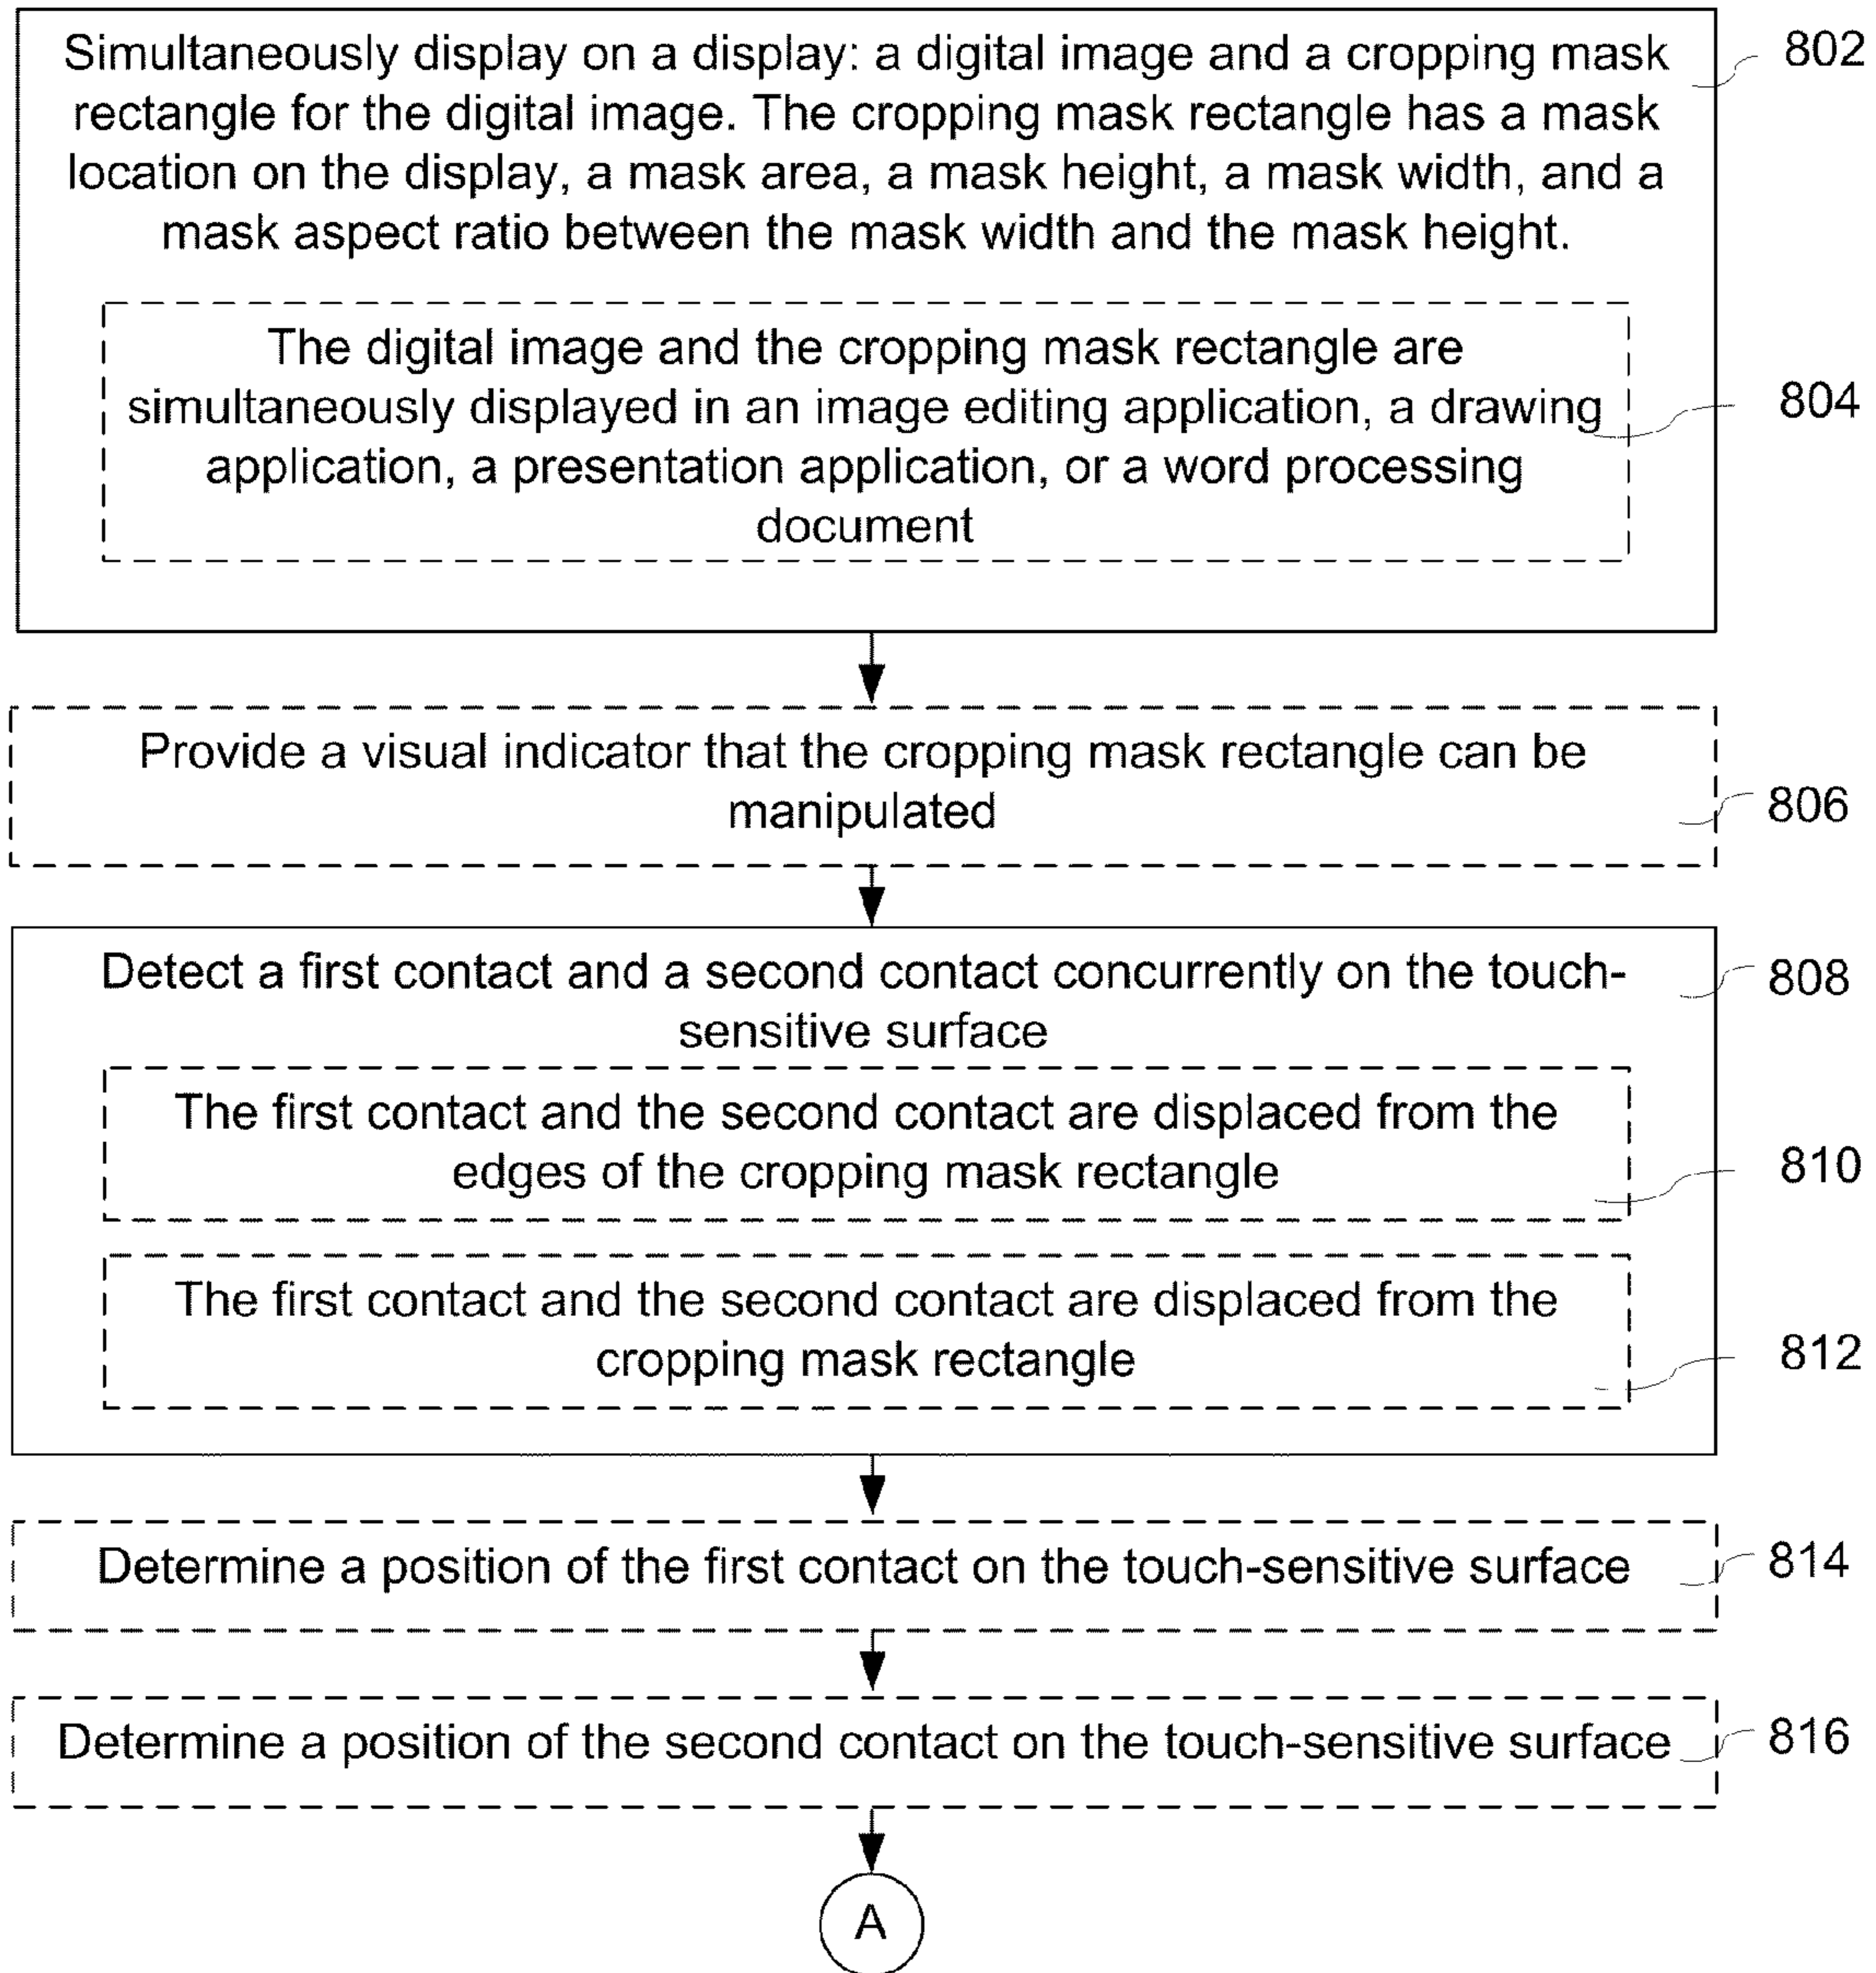 Simultaneously display on a display: a digital image and a cropping mask
rectangle for the digital image. The cropping mask rectangle has a mask
location on the display, a mask area, a mask height, a mask width, and a
mask aspect ratio between the mask width and the mask height.
802
The digital image and the cropping mask rectangle are
simultaneously displayed in an image editing application, a drawing
application, a presentation application, or a word processing
document
804
Provide a visual indicator that the cropping mask rectangle can be
manipulated
806
Detect a first contact and a second contact concurrently on the touch-
sensitive surface
808
The first contact and the second contact are displaced from the
edges of the cropping mask rectangle
810
The first contact and the second contact are displaced from the
cropping mask rectangle
812
Determine a position of the first contact on the touch-sensitive surface
814
Determine a position of the second contact on the touch-sensitive surface
816
A